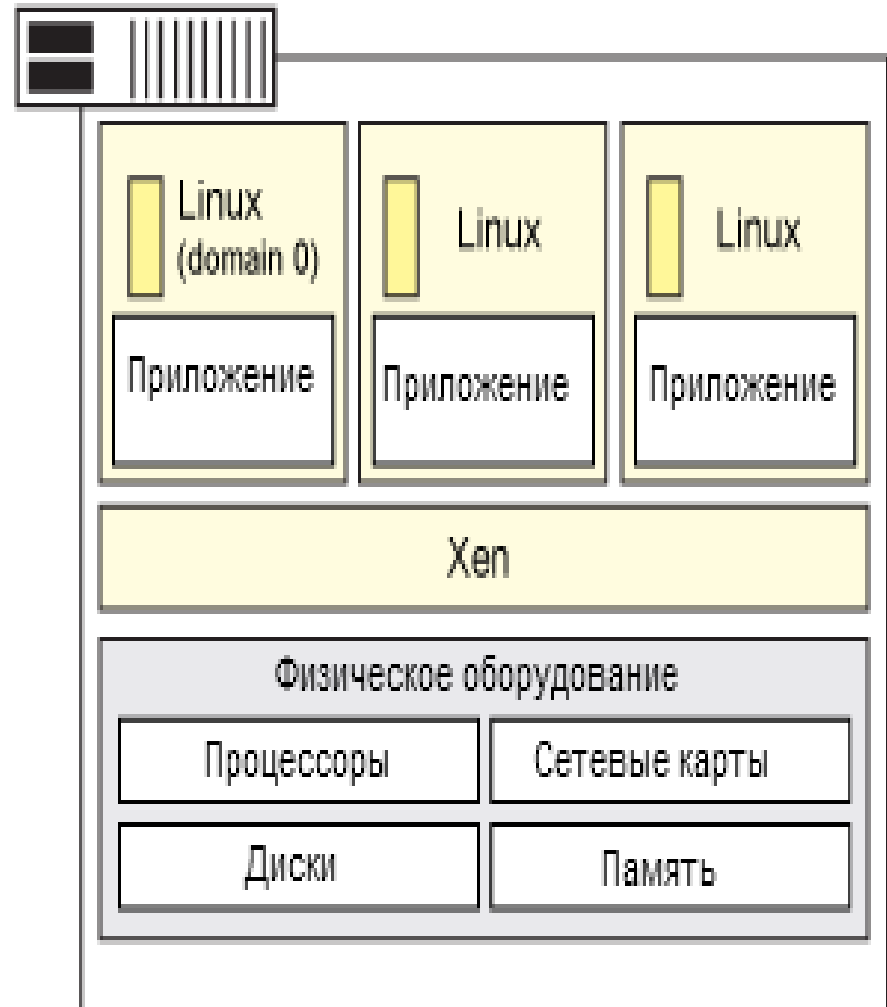 Linux
(domain 0)
Приложение
Linux
Приложение
Linux
Приложение
Xen
Физическое оборудование
Процессоры
Сетевые карты
Диски
Память